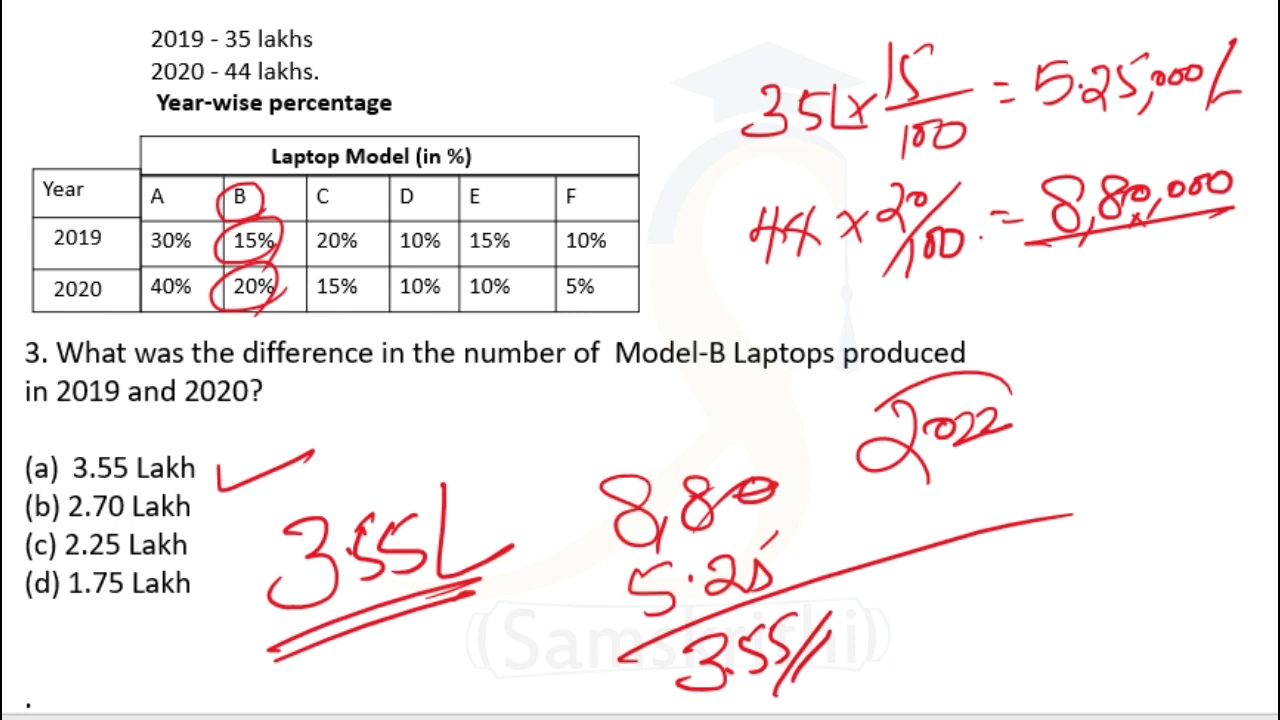 2019 - 35 lakhs
2020 - 44 lakhs.
Year-wise percentage
Laptop Model (in %)
Year A B C D E F
2019 30% 15% 20% 10% 15% 10%
2020 40% 20% 15% 10% 10% 5%
35L x 15/100 = 5.25,000 L
44 x 20/100 = 8,80,000
3. What was the difference in the number of Model-B Laptops produced
in 2019 and 2020?
2022
(a) 3.55 Lakh
(b) 2.70 Lakh
(c) 2.25 Lakh
(d) 1.75 Lakh
3.55L
8,80
5.25
3.55
(Samskrithi)
.